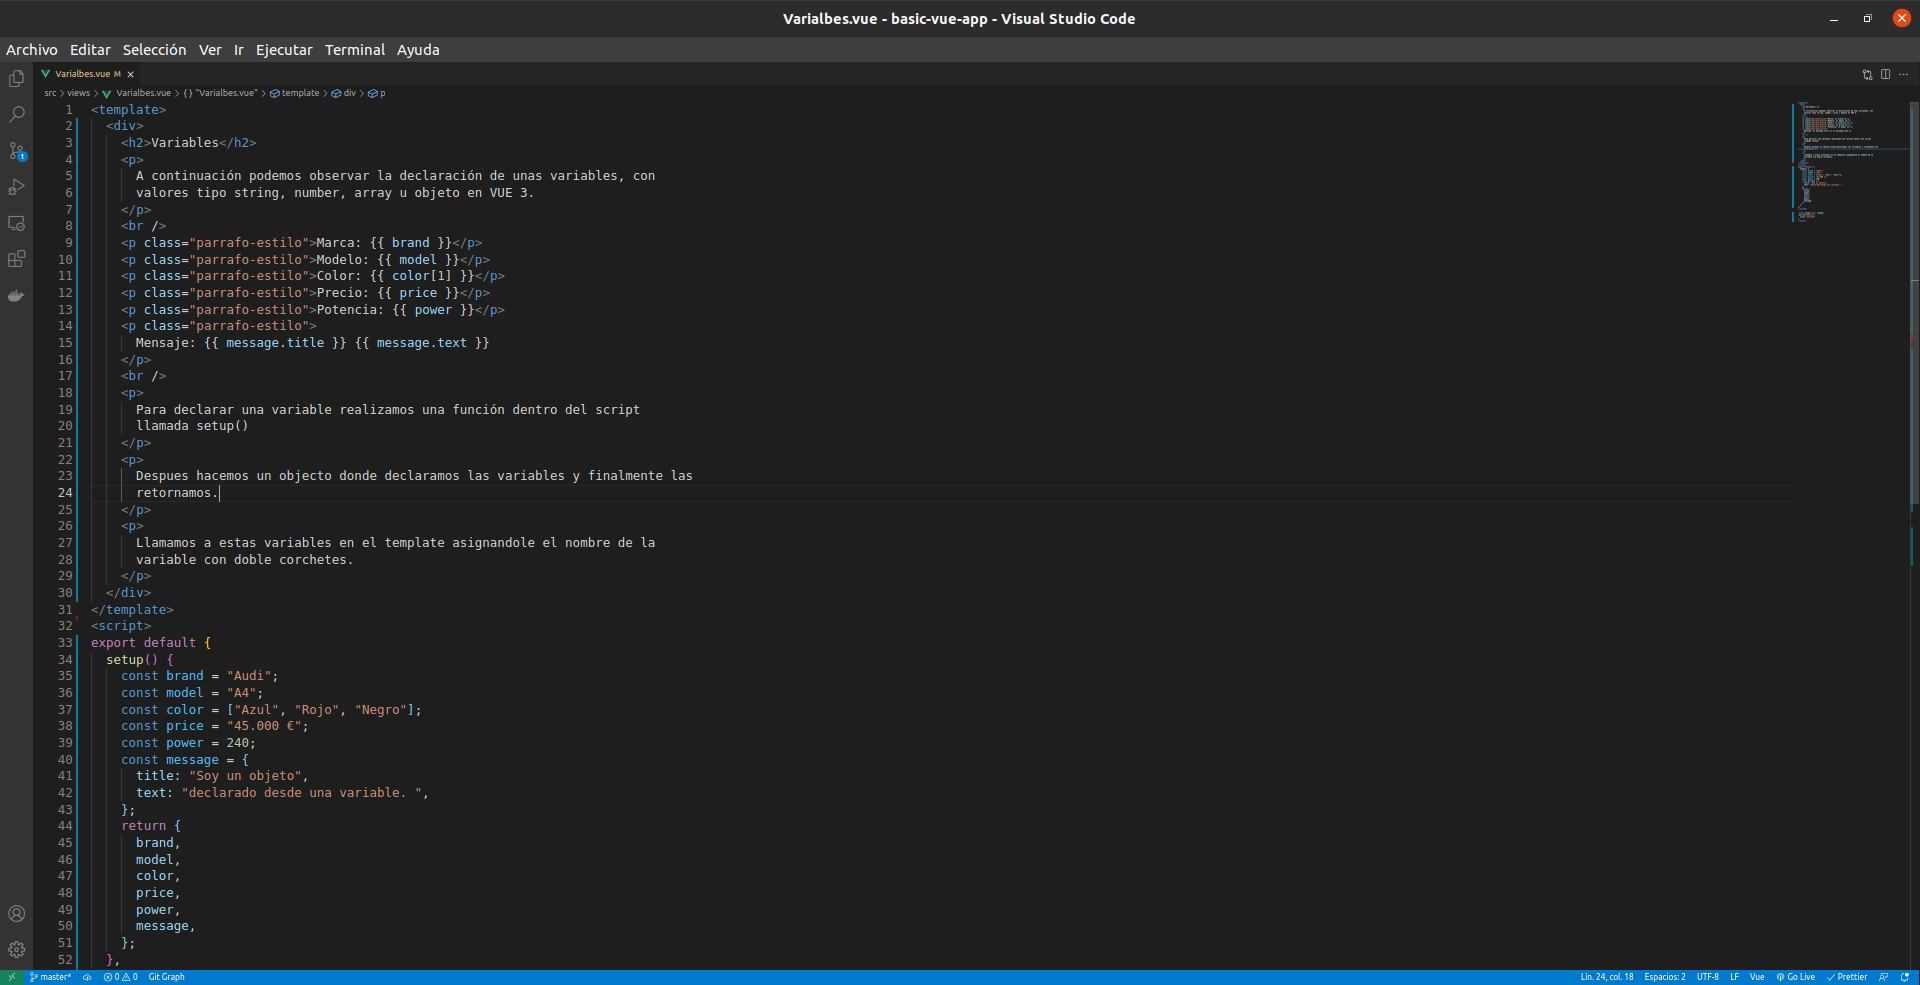 Varialbes.vue - basic-vue-app - Visual Studio Code
Archivo Editar Selección Ver Ir Ejecutar Terminal Ayuda
Varialbes.vue M
src > views > Varialbes.vue > {} "Varialbes.vue" > template > div > p
1 <template>
2 <div>
3 <h2>Variables</h2>
4 <p>
5 A continuación podemos observar la declaración de unas variables, con
6 valores tipo string, number, array u objeto en VUE 3.
7 </p>
8 <br />
9 <p class="parrafo-estilo">Marca: {{ brand }}</p>
10 <p class="parrafo-estilo">Modelo: {{ model }}</p>
11 <p class="parrafo-estilo">Color: {{ color[1] }}</p>
12 <p class="parrafo-estilo">Precio: {{ price }}</p>
13 <p class="parrafo-estilo">Potencia: {{ power }}</p>
14 <p class="parrafo-estilo">
15 Mensaje: {{ message.title }} {{ message.text }}
16 </p>
17 <br />
18 <p>
19 Para declarar una variable realizamos una función dentro del script
20 llamada setup()
21 </p>
22 <p>
23 Despues hacemos un objecto donde declaramos las variables y finalmente las
24 retornamos.
25 </p>
26 <p>
27 Llamamos a estas variables en el template asignandole el nombre de la
28 variable con doble corchetes.
29 </p>
30 </div>
31 </template>
32 <script>
33 export default {
34 setup() {
35 const brand = "Audi";
36 const model = "A4";
37 const color = ["Azul", "Rojo", "Negro"];
38 const price = "45.000 €";
39 const power = 240;
40 const message = {
41 title: "Soy un objeto",
42 text: "declarado desde una variable. ",
43 };
44 return {
45 brand,
46 model,
47 color,
48 price,
49 power,
50 message,
51 };
52 },
1
master* 0 0 Git Graph Lin. 24, col. 18 Espacios: 2 UTF-8 LF Vue Go Live Prettier